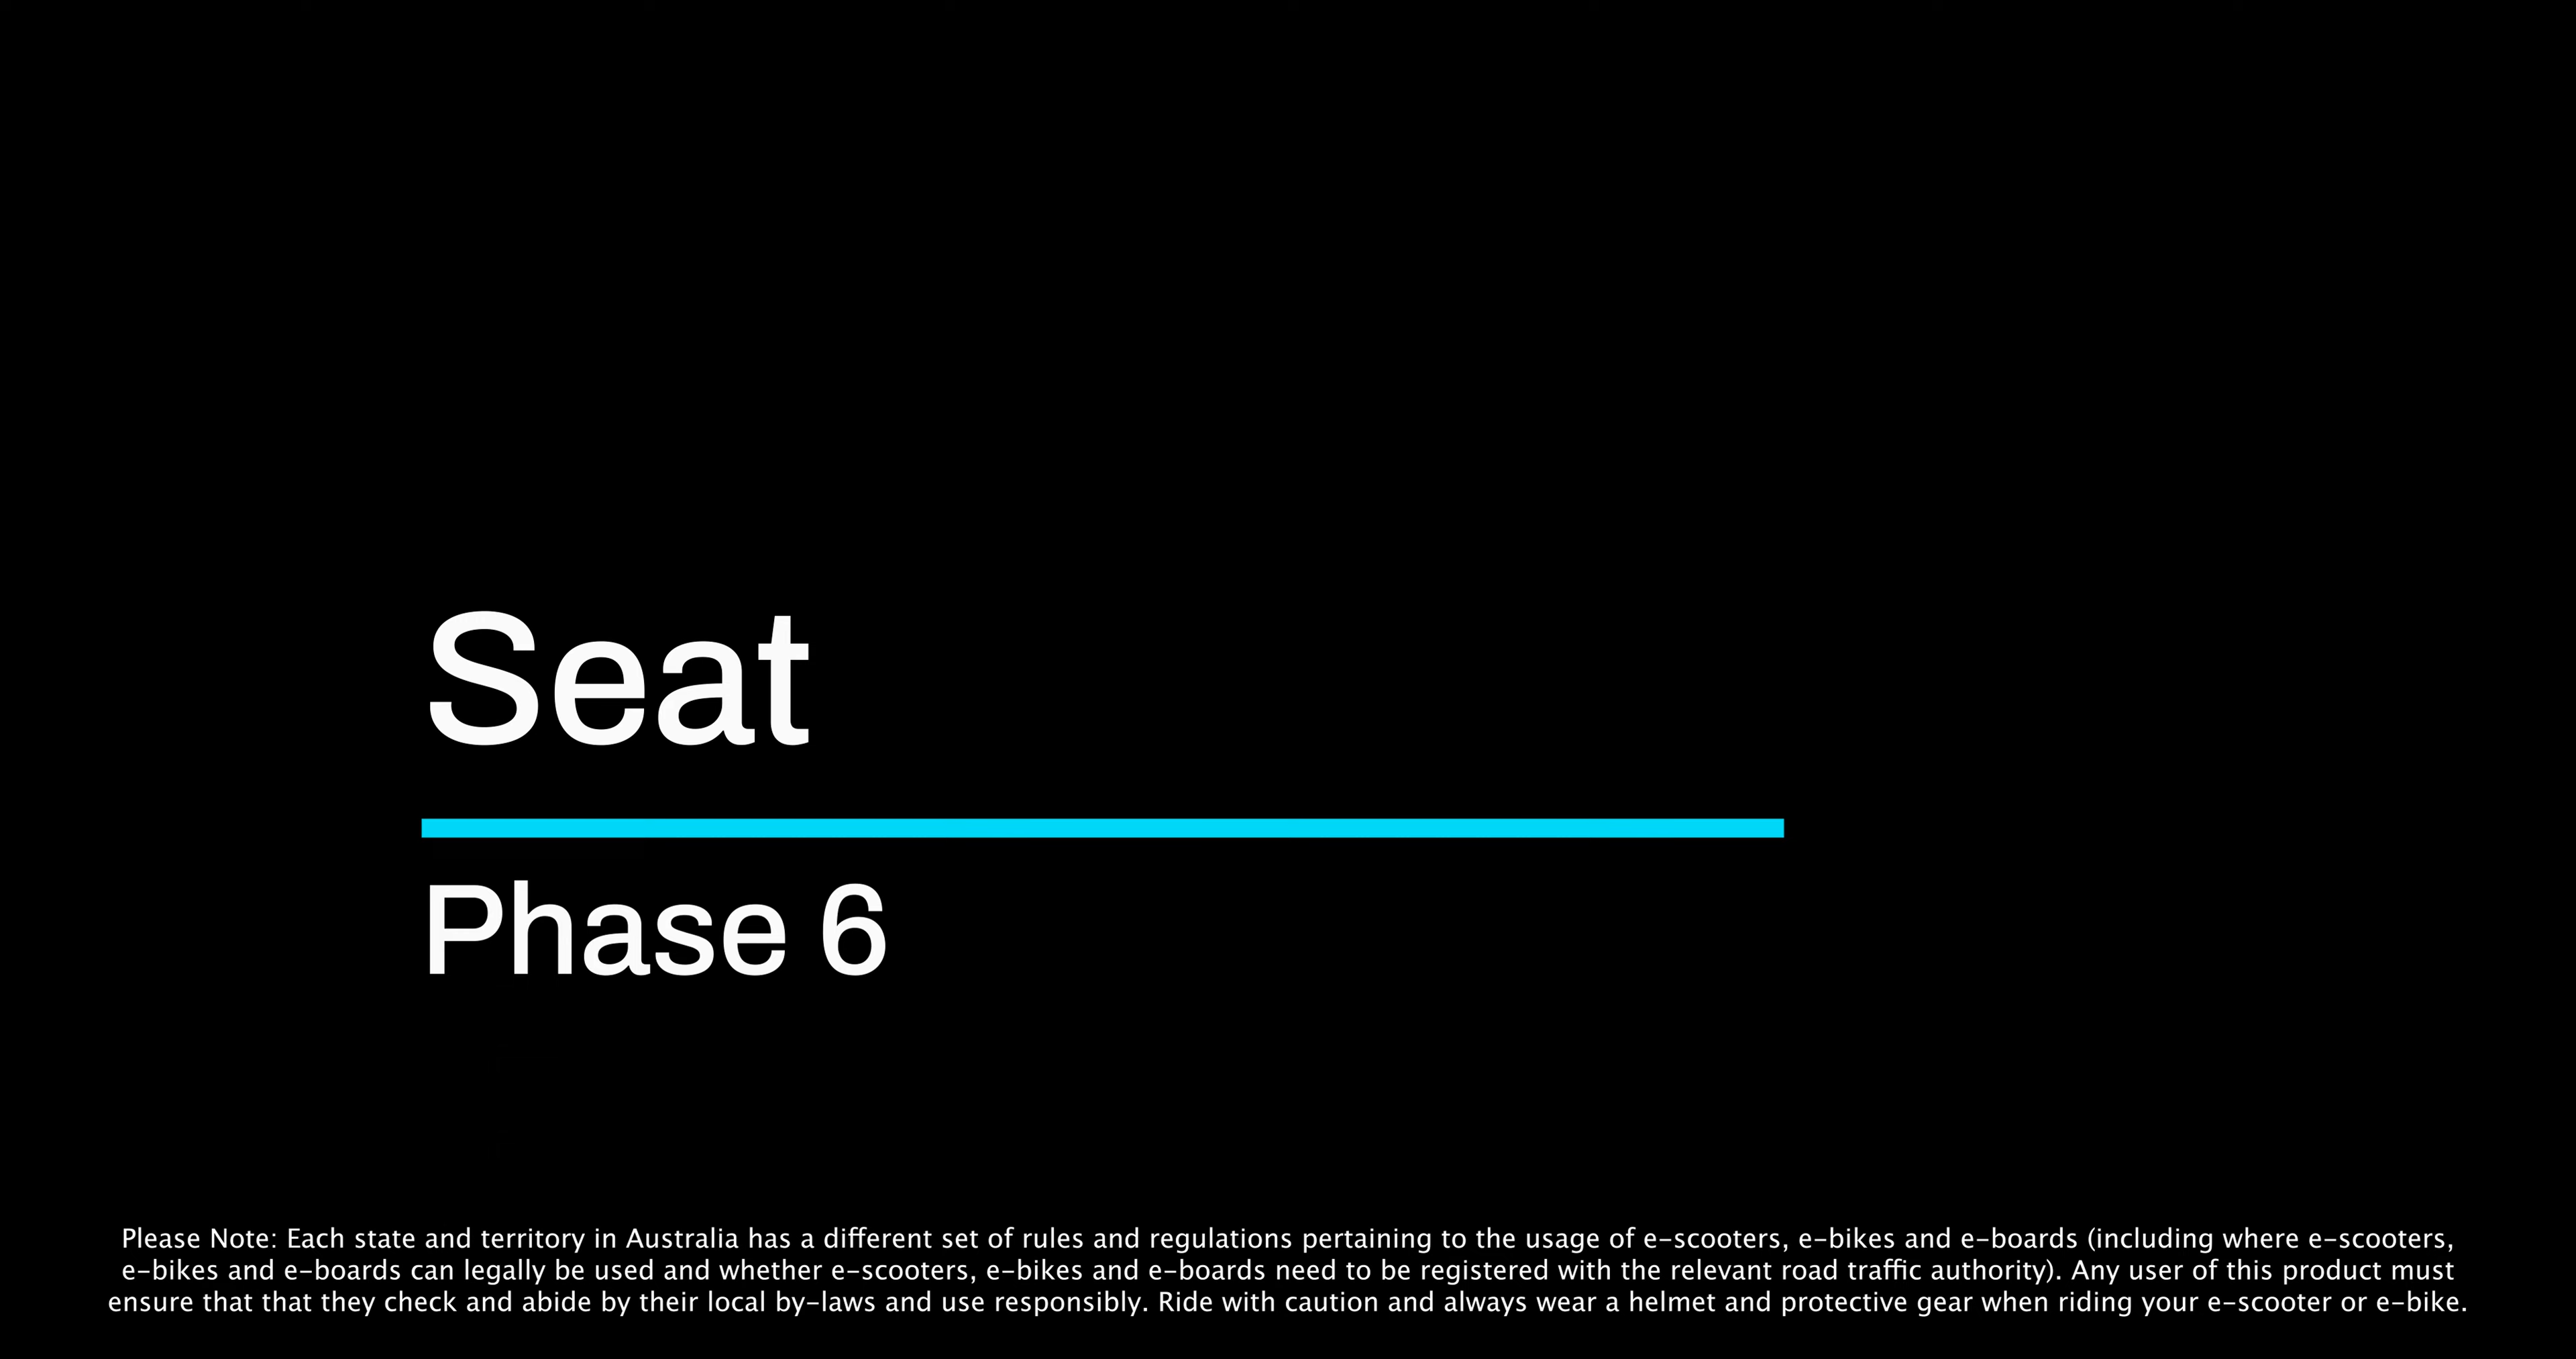 Seat
Phase 6
Please Note: Each state and territory in Australia has a different set of rules and regulations pertaining to the usage of e-scooters, e-bikes and e-boards (including where e-scooters,
e-bikes and e-boards can legally be used and whether e-scooters, e-bikes and e-boards need to be registered with the relevant road traffic authority). Any user of this product must
ensure that that they check and abide by their local by-laws and use responsibly. Ride with caution and always wear a helmet and protective gear when riding your e-scooter or e-bike.